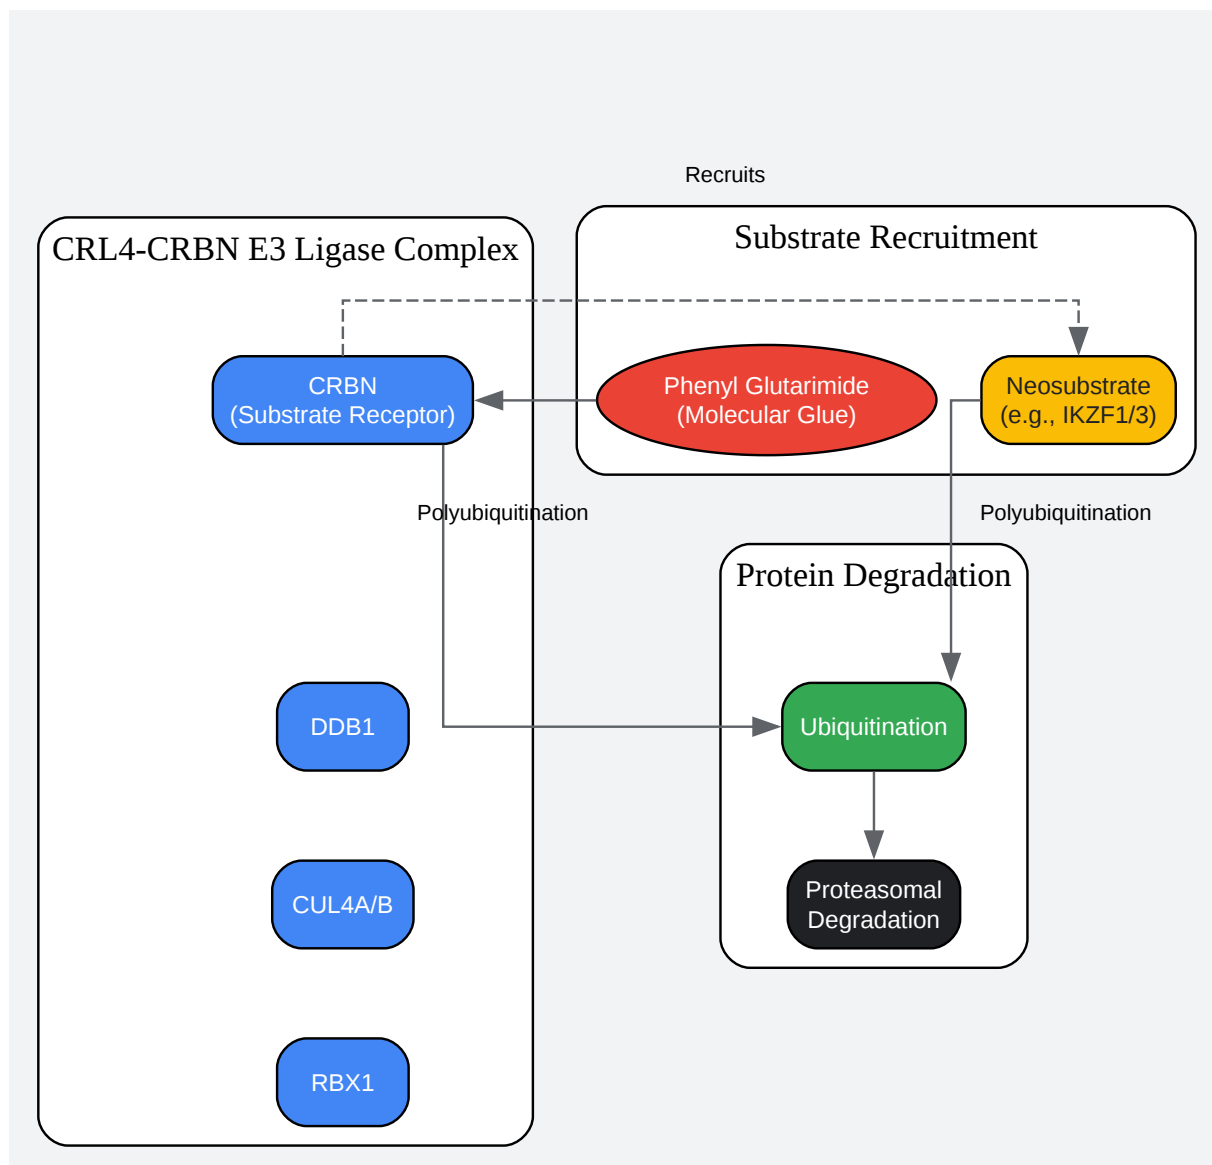 Recruits
CRL4-CRBN E3 Ligase Complex
Substrate Recruitment
CRBN
(Substrate Receptor)
Phenyl Glutarimide
(Molecular Glue)
Neosubstrate
(e.g., IKZF1/3)
Polyubiquitination
Polyubiquitination
Protein Degradation
DDB1
Ubiquitination
CUL4A/B
Proteasomal
Degradation
RBX1